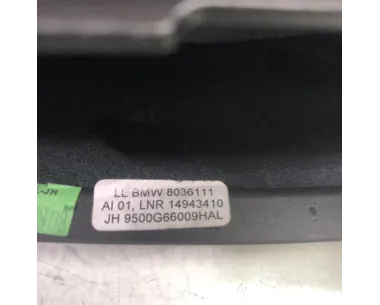 LL BMW 8036111
AI 01, LNR 14943410
JH 9500G66009HAL